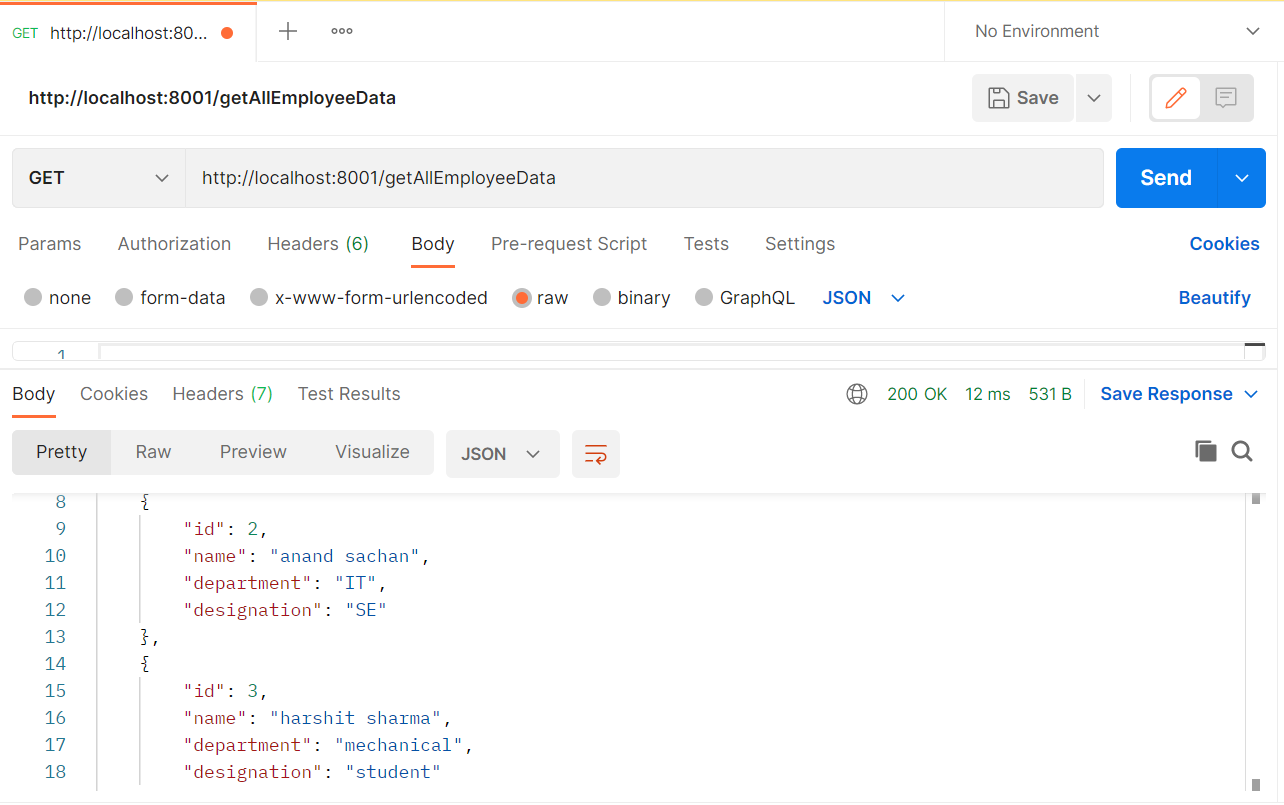 GET http://localhost:80... No Environment
http://localhost:8001/getAllEmployeeData Save
GET http://localhost:8001/getAllEmployeeData Send
Params Authorization Headers (6) Body Pre-request Script Tests Settings Cookies
none form-data x-www-form-urlencoded raw binary GraphQL JSON Beautify
1
Body Cookies Headers (7) Test Results 200 OK 12 ms 531 B Save Response
Pretty Raw Preview Visualize JSON
8 {
9 "id": 2,
10 "name": "anand sachan",
11 "department": "IT",
12 "designation": "SE"
13 },
14 {
15 "id": 3,
16 "name": "harshit sharma",
17 "department": "mechanical",
18 "designation": "student"